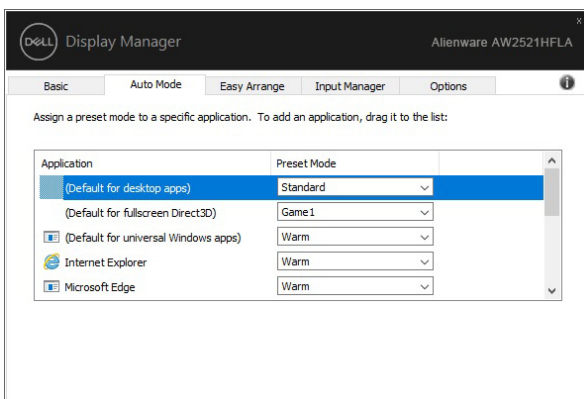 DELL Display Manager Alienware AW2521HFLA
Basic Auto Mode Easy Arrange Input Manager Options
Assign a preset mode to a specific application. To add an application, drag it to the list:
Application Preset Mode
(Default for desktop apps) Standard
(Default for fullscreen Direct3D) Game1
(Default for universal Windows apps) Warm
Internet Explorer Warm
Microsoft Edge Warm